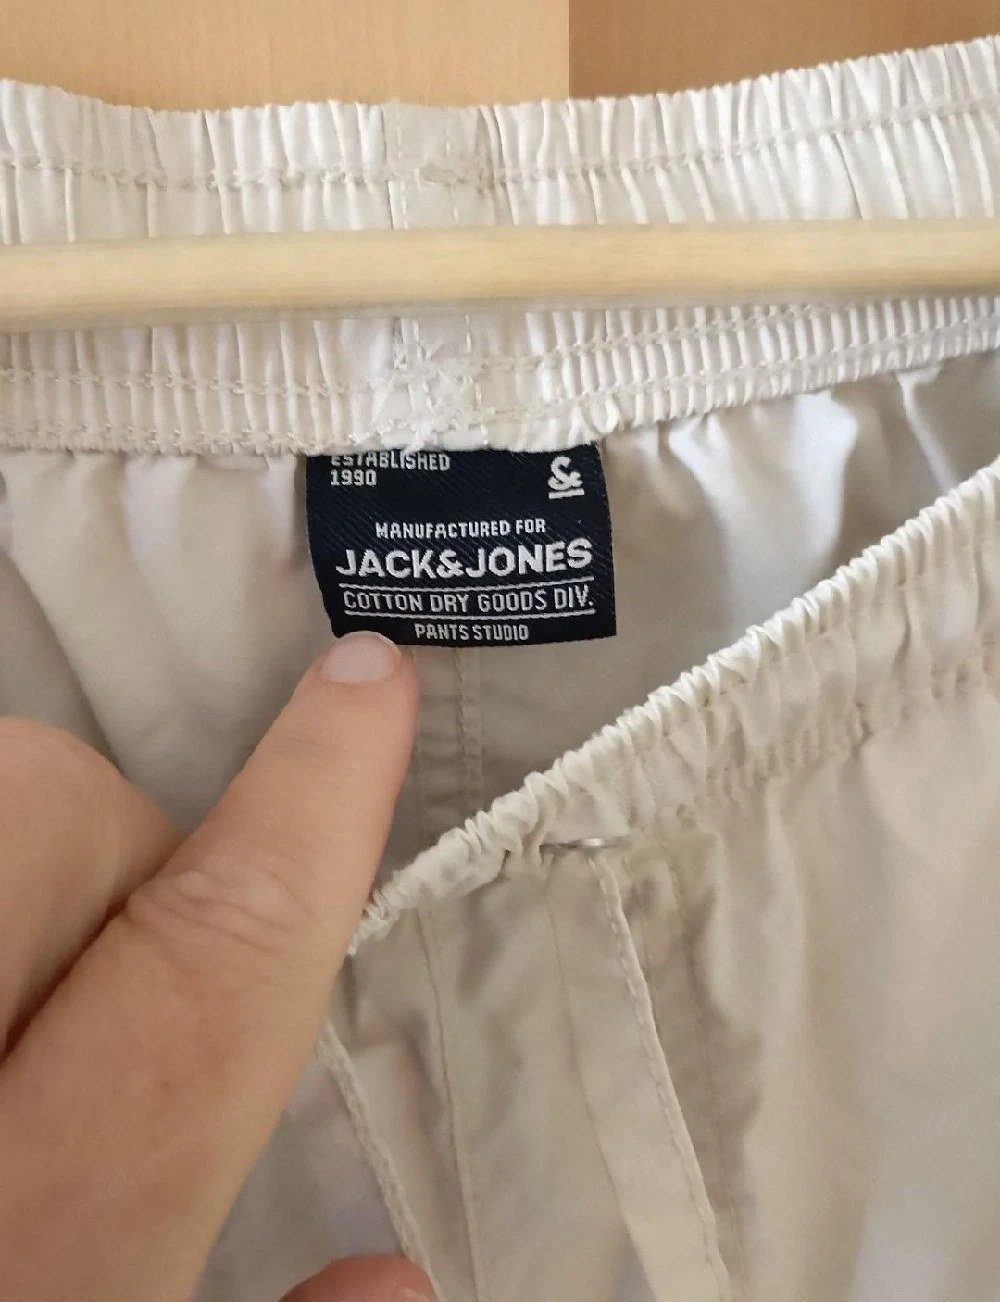 ESTABLISHED
1990
&
MANUFACTURED FOR
JACK&JONES
COTTON DRY GOODS DIV.
PANTS STUDIO